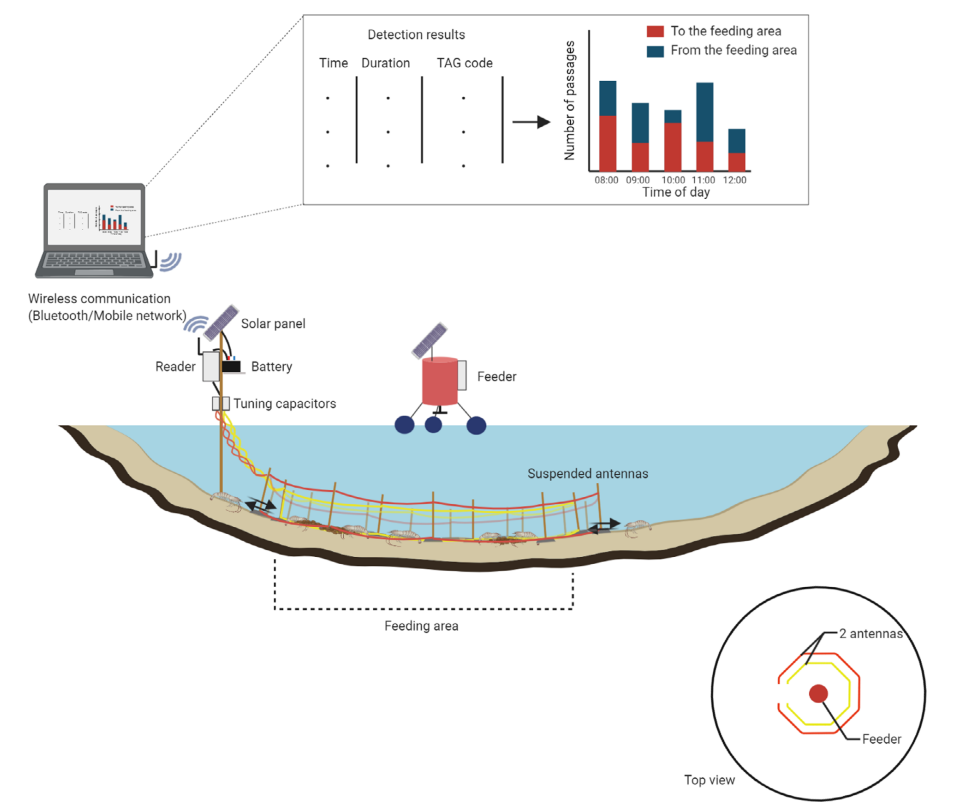 Detection results
Time Duration TAG code
To the feeding area
From the feeding area
Number of passages
08:00 09:00 10:00 11:00 12:00
Time of day
Wireless communication
(Bluetooth/Mobile network)
Solar panel
Reader
Battery
Feeder
Tuning capacitors
Suspended antennas
Feeding area
2 antennas
Feeder
Top view